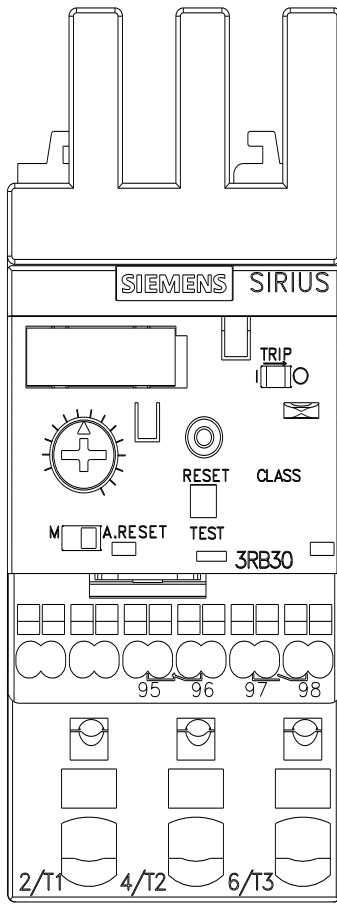 SIEMENS SIRIUS
TRIP
I O
RESET CLASS
M A.RESET TEST
3RB30
95 96 97 98
2/T1 4/T2 6/T3